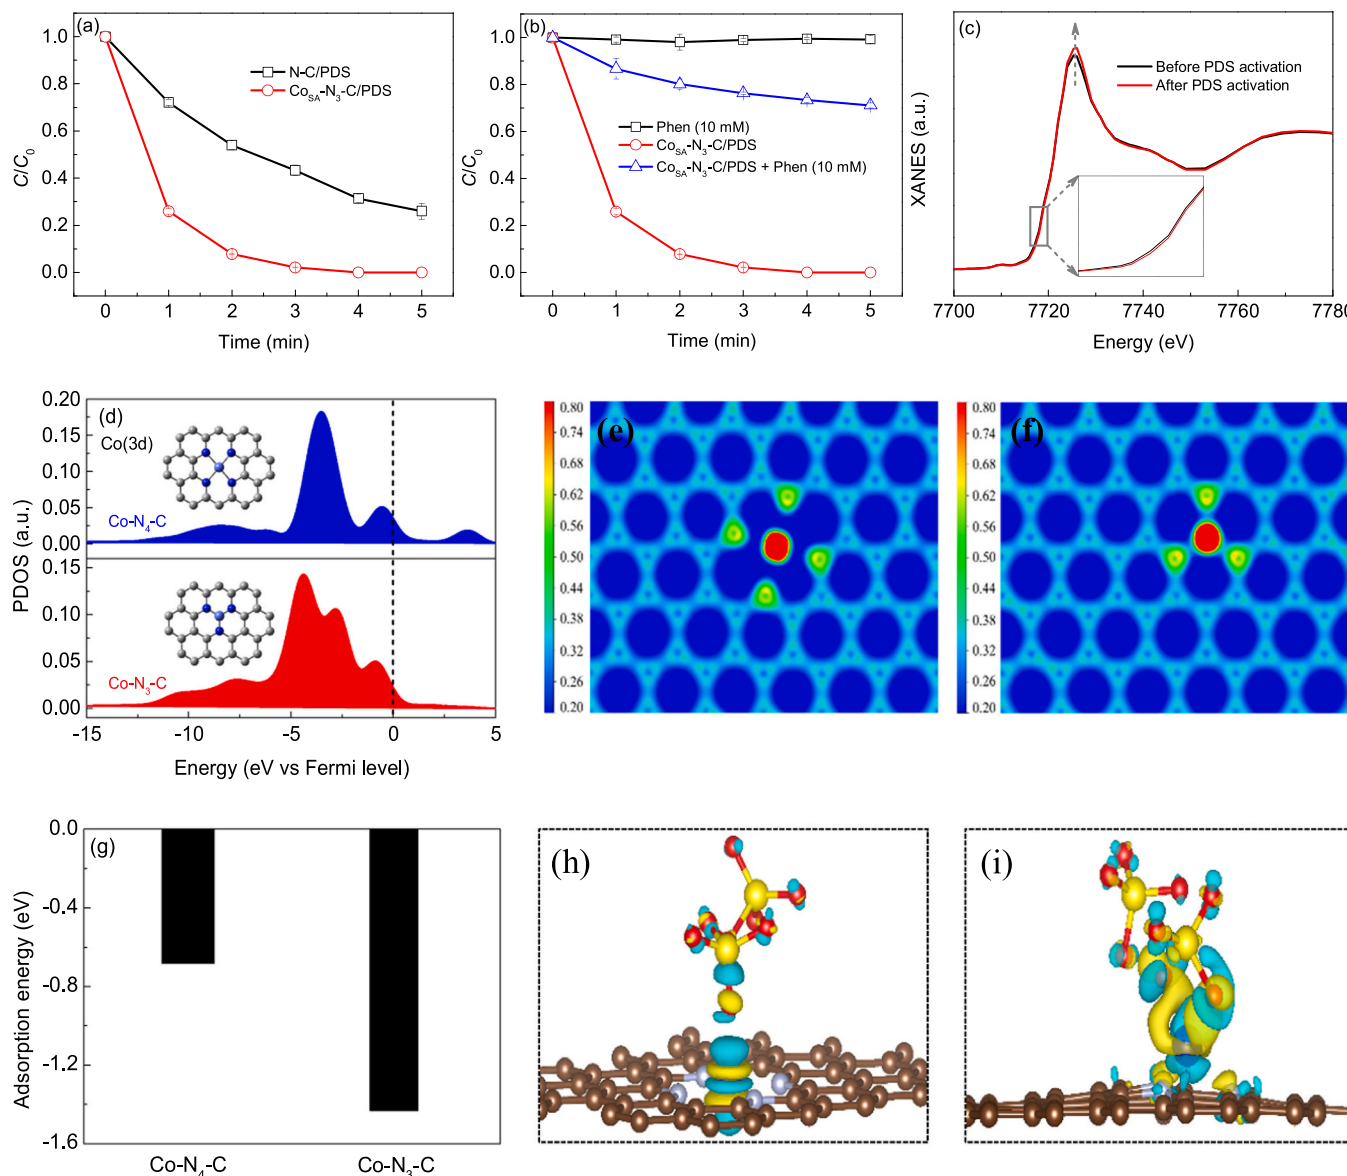 (a)
1.0
0.8
0.6
0.4
0.2
0.0
C/C0
N-C/PDS
CoSA-N3-C/PDS
0 1 2 3 4 5
Time (min)
(b)
1.0
0.8
0.6
0.4
0.2
0.0
C/C0
Phen (10 mM)
CoSA-N3-C/PDS
CoSA-N3-C/PDS + Phen (10 mM)
0 1 2 3 4 5
Time (min)
(c)
XANES (a.u.)
Before PDS activation
After PDS activation
7700 7720 7740 7760 7780
Energy (eV)
(d)
Co(3d)
0.20
0.15
0.10
0.05
0.00
Co-N4-C
PDOS (a.u.)
0.15
0.10
0.05
0.00
Co-N3-C
-15 -10 -5 0 5
Energy (eV vs Fermi level)
(e)
0.80
0.74
0.68
0.62
0.56
0.50
0.44
0.38
0.32
0.26
0.20
(f)
0.80
0.74
0.68
0.62
0.56
0.50
0.44
0.38
0.32
0.26
0.20
(g)
0.0
-0.4
-0.8
-1.2
-1.6
Adsorption energy (eV)
Co-N4-C Co-N3-C
(h)
(i)